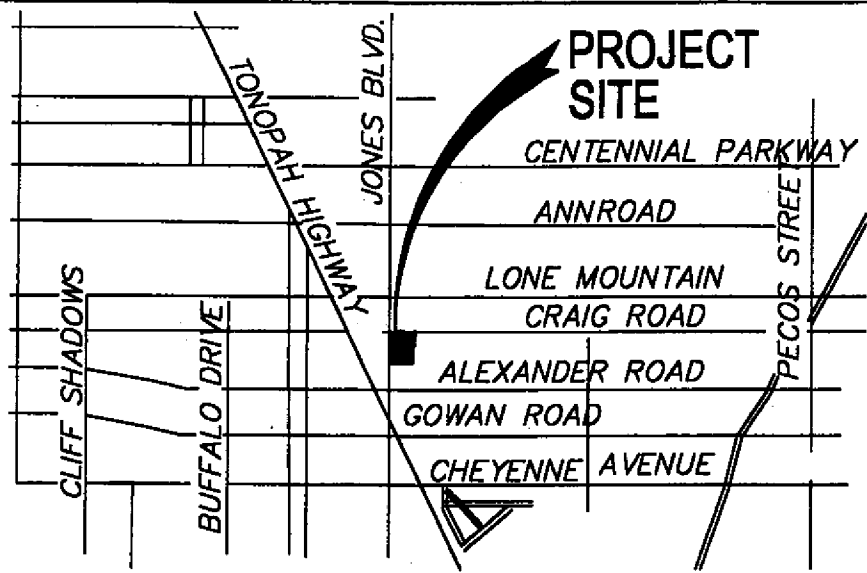 PROJECT
SITE
JONES BLVD.
TONOPAH HIGHWAY
CENTENNIAL PARKWAY
ANNROAD
PECOS STREET
LONE MOUNTAIN
CRAIG ROAD
CLIFF SHADOWS
BUFFALO DRIVE
ALEXANDER ROAD
GOWAN ROAD
CHEYENNE AVENUE